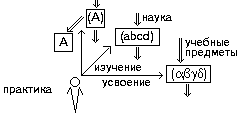 (A)
наука
A
(abcd)
учебные
предметы
изучение
усвоение
(αβγδ)
практика